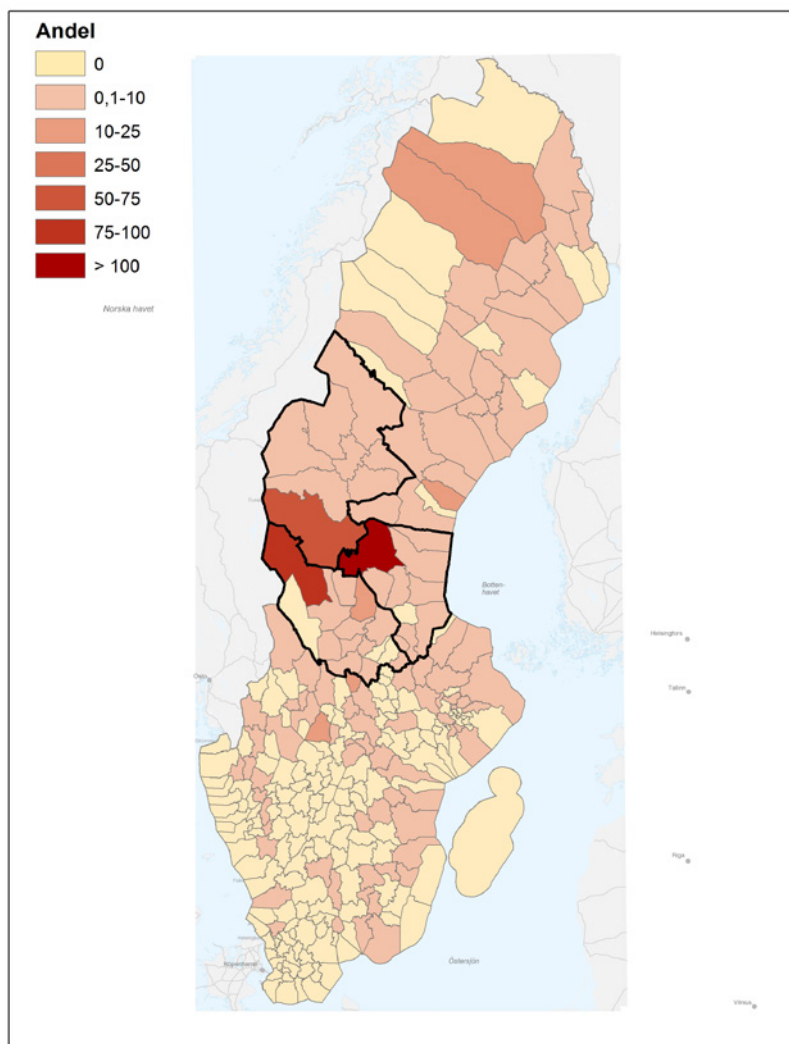 Andel
0
0,1-10
10-25
25-50
50-75
75-100
> 100
Norska havet
Botten-
havet
Helsingfors
Oslo
Tallinn
Riga
Köpenhamn
Östersjön
Vilnius